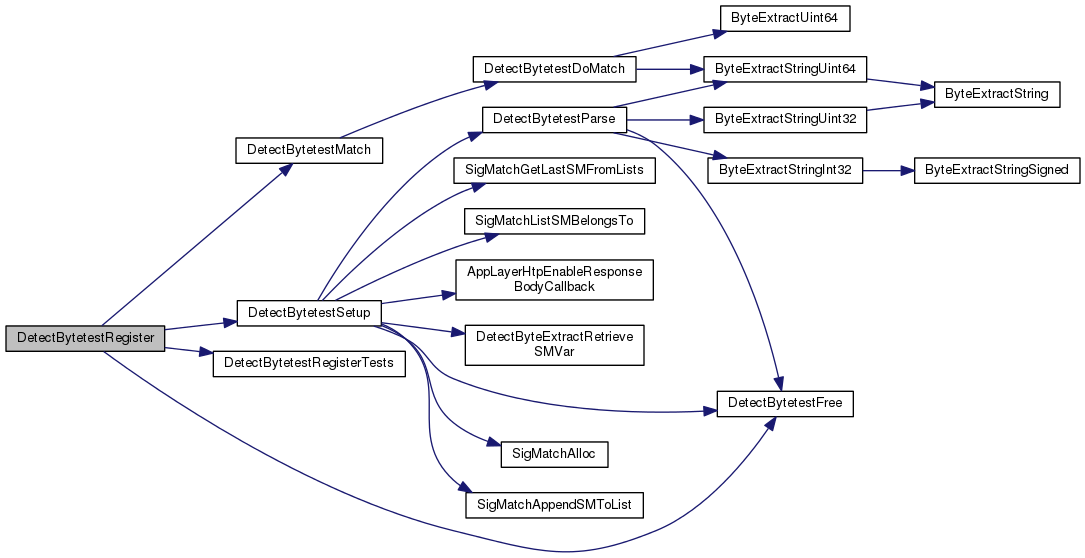 ByteExtractUint64
DetectBytetestDoMatch
ByteExtractStringUint64
ByteExtractString
DetectBytetestParse
ByteExtractStringUint32
DetectBytetestMatch
SigMatchGetLastSMFromLists
ByteExtractStringInt32
ByteExtractStringSigned
SigMatchListSMBelongsTo
AppLayerHtpEnableResponse
BodyCallback
DetectBytetestSetup
DetectBytetestRegister
DetectByteExtractRetrieve
SMVar
DetectBytetestRegisterTests
DetectBytetestFree
SigMatchAlloc
SigMatchAppendSMToList